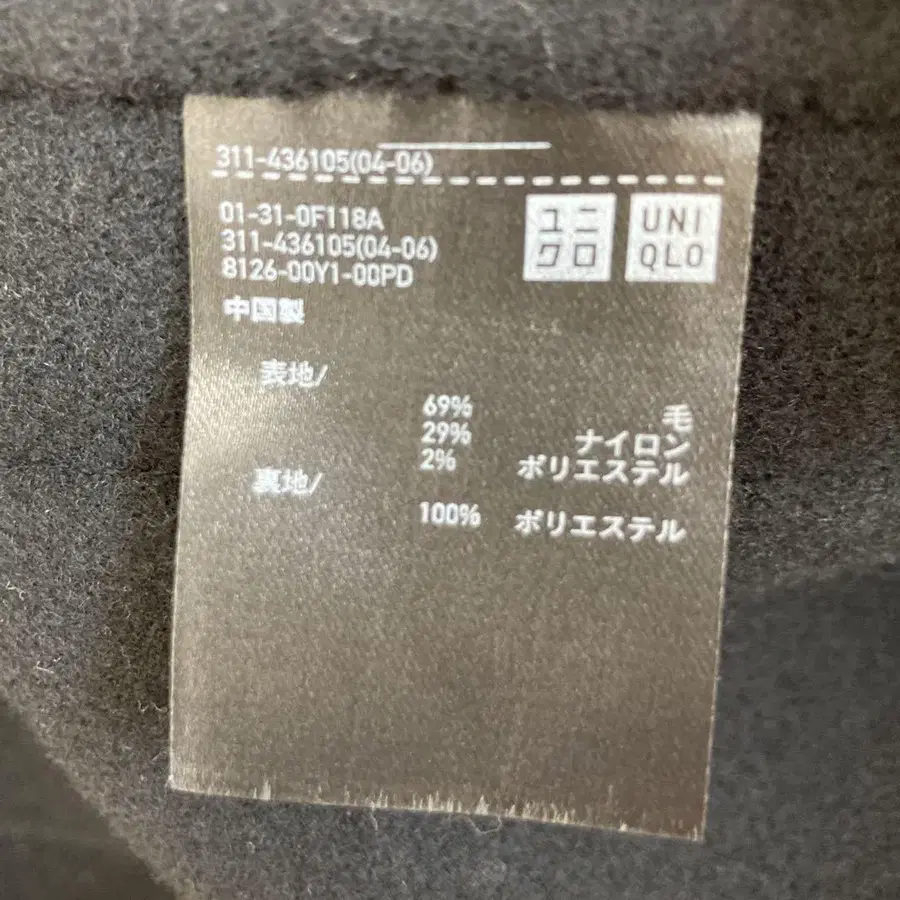 311-436105(04-06)
01-31-0F118A
311-436105(04-06)
8126-00Y1-00PD
中国製
ユニ
クロ
UNI
QLO
表地/
69% 毛
29% ナイロン
2% ポリエステル
裏地/
100% ポリエステル